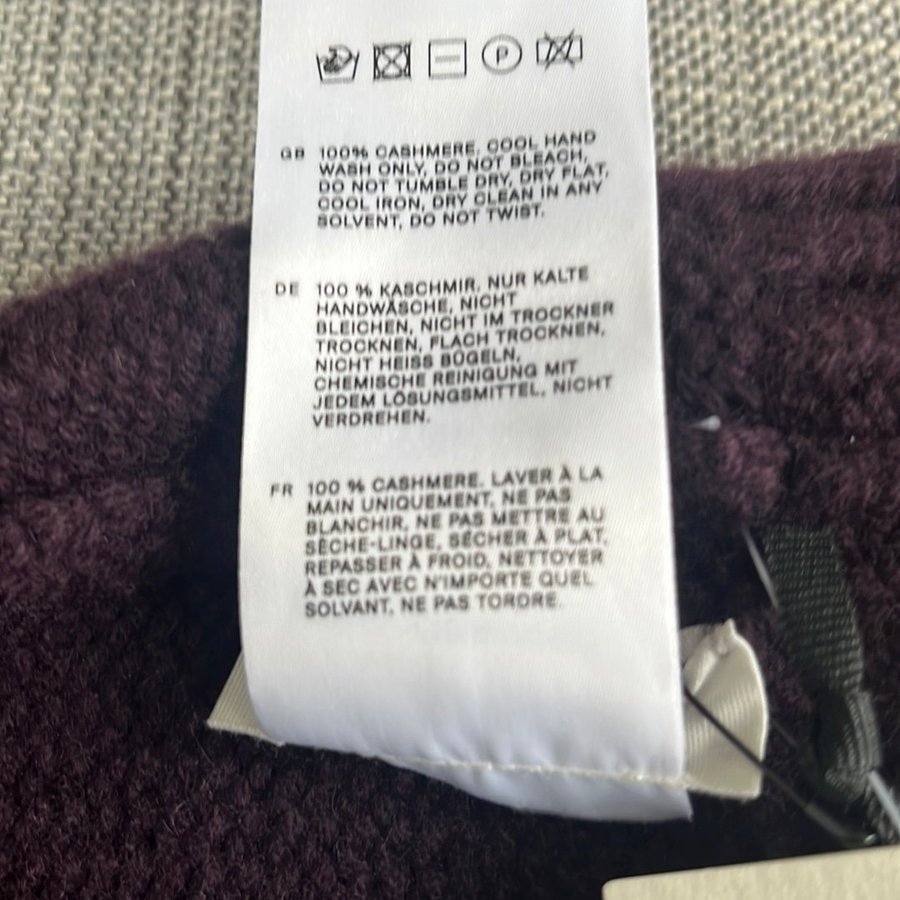 P
GB 100% CASHMERE, COOL HAND
WASH ONLY, DO NOT BLEACH,
DO NOT TUMBLE DRY, DRY FLAT,
COOL IRON, DRY CLEAN IN ANY
SOLVENT, DO NOT TWIST.
DE 100 % KASCHMIR, NUR KALTE
HANDWÄSCHE, NICHT
BLEICHEN, NICHT IM TROCKNER
TROCKNEN, FLACH TROCKNEN,
NICHT HEISS BÜGELN,
CHEMISCHE REINIGUNG MIT
JEDEM LÖSUNGSMITTEL, NICHT
VERDREHEN.
FR 100 % CASHMERE, LAVER À LA
MAIN UNIQUEMENT, NE PAS
BLANCHIR, NE PAS METTRE AU
SÈCHE-LINGE, SÉCHER À PLAT,
REPASSER À FROID, NETTOYER
À SEC AVEC N'IMPORTE QUEL
SOLVANT, NE PAS TORDRE.